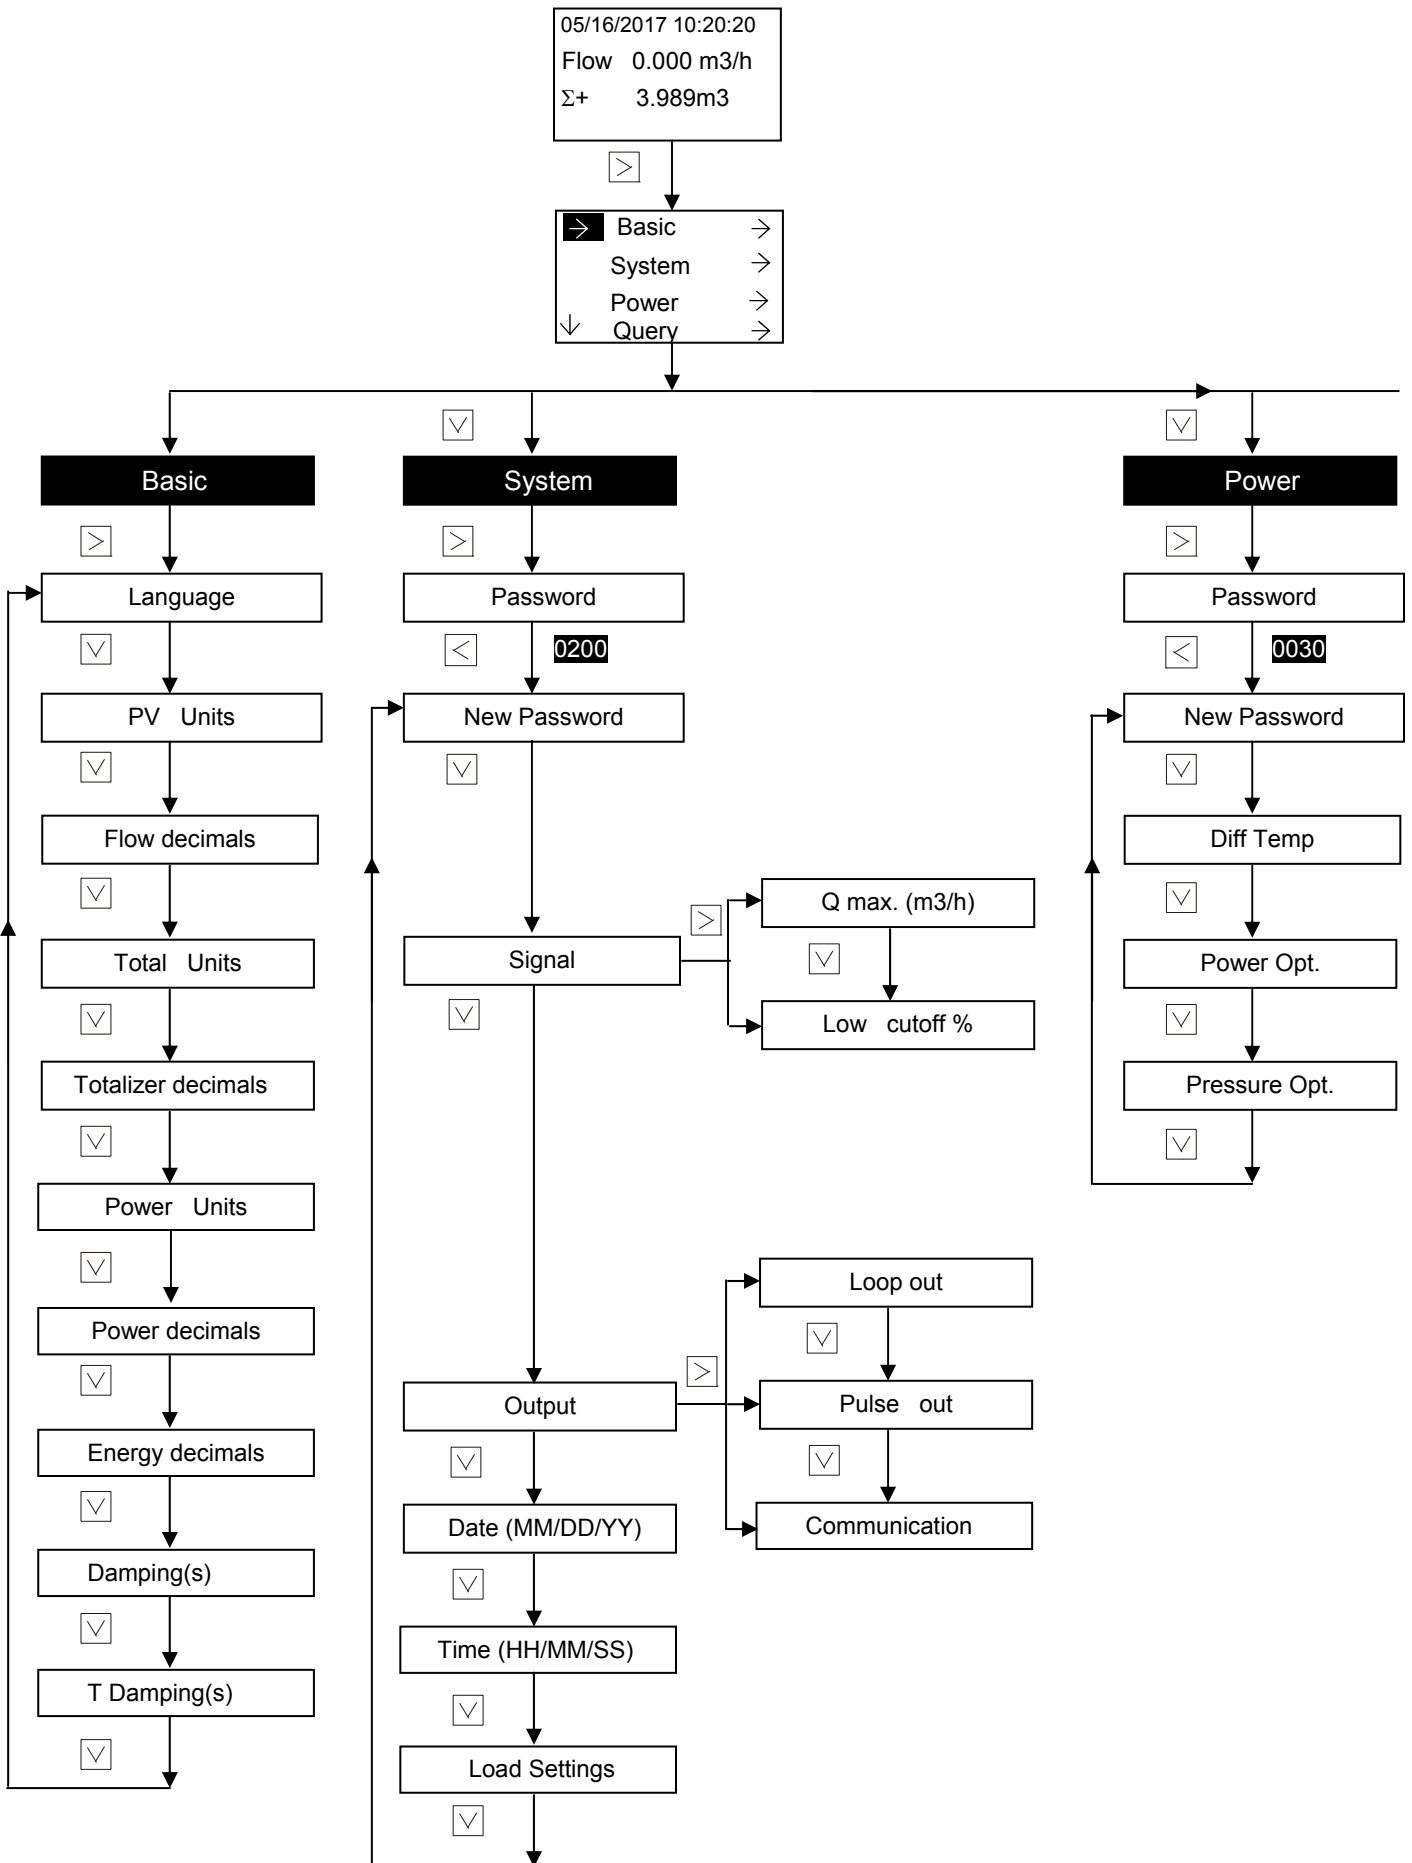 05/16/2017 10:20:20
Flow 0.000 m3/h
Σ+ 3.989m3
Basic
System
Power
Query
Basic
Language
PV Units
Flow decimals
Total Units
Totalizer decimals
Power Units
Power decimals
Energy decimals
Damping(s)
T Damping(s)
System
Password
0200
New Password
Signal
Q max. (m3/h)
Low cutoff %
Output
Loop out
Pulse out
Communication
Date (MM/DD/YY)
Time (HH/MM/SS)
Load Settings
Power
Password
0030
New Password
Diff Temp
Power Opt.
Pressure Opt.